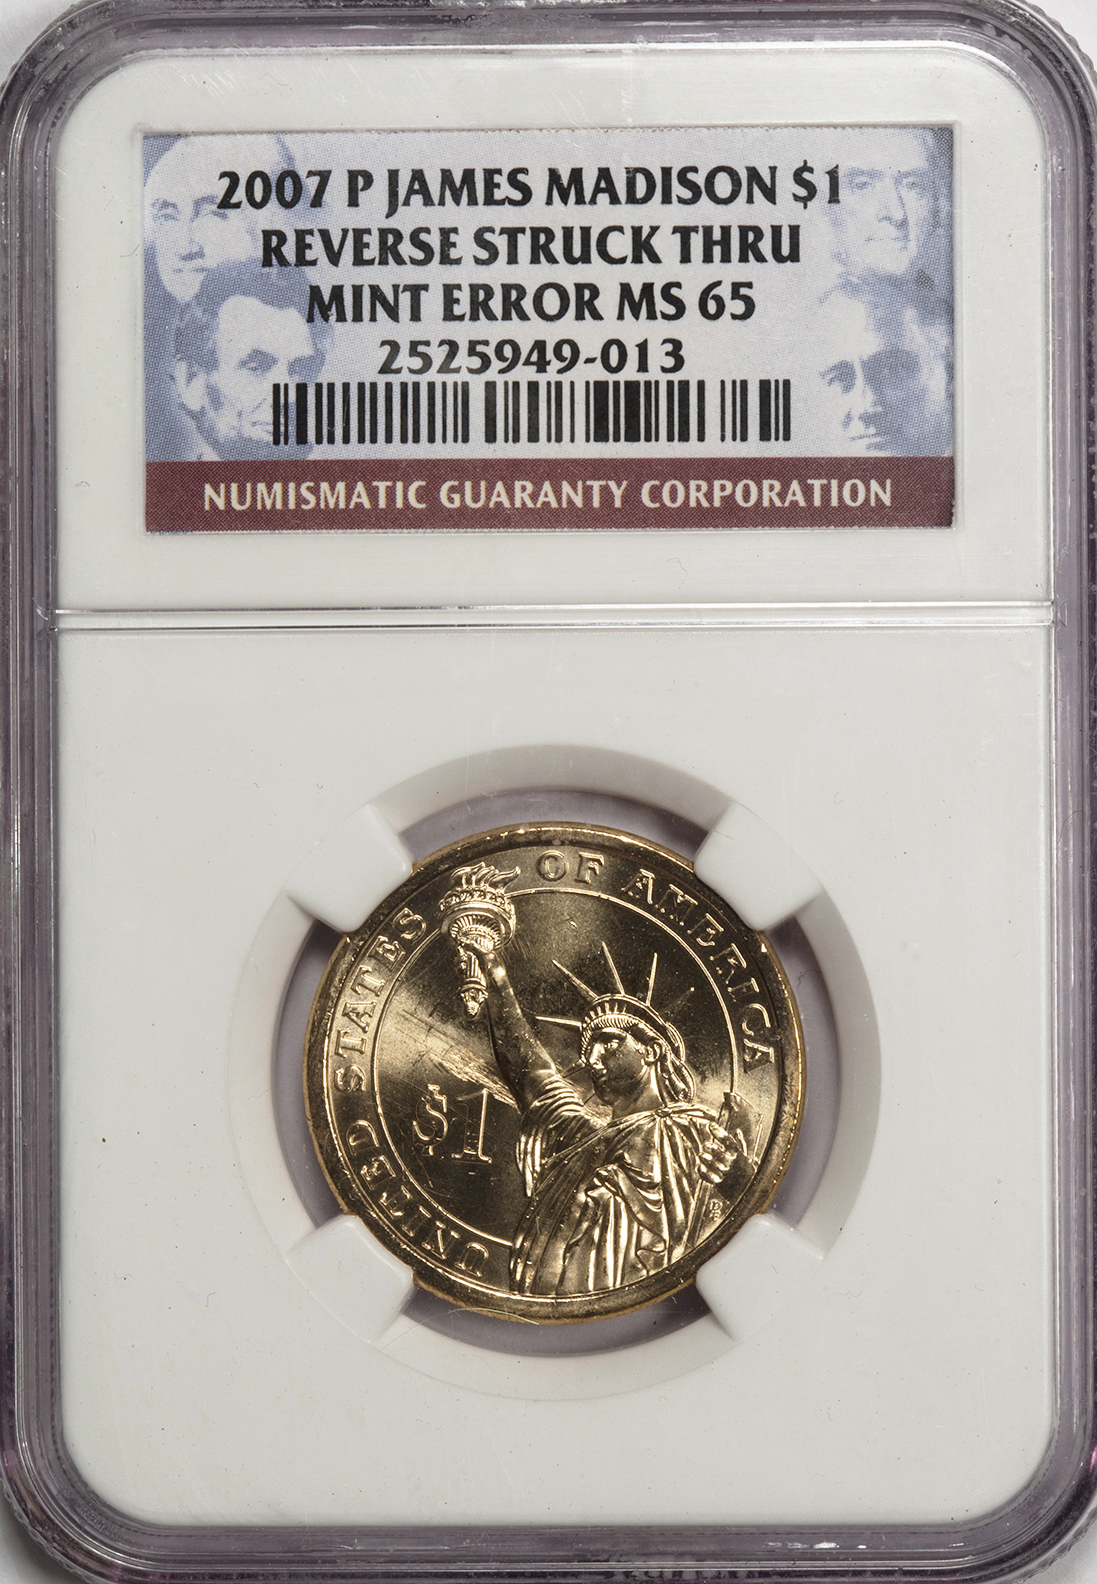 2007 P JAMES MADISON $1
REVERSE STRUCK THRU
MINT ERROR MS 65
2525949-013
NUMISMATIC GUARANTY CORPORATION
UNITED STATES OF AMERICA
$1